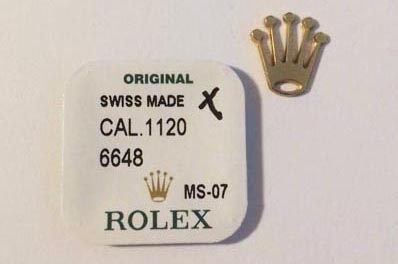 ORIGINAL
SWISS MADE X
CAL.1120
6648
MS-07
ROLEX